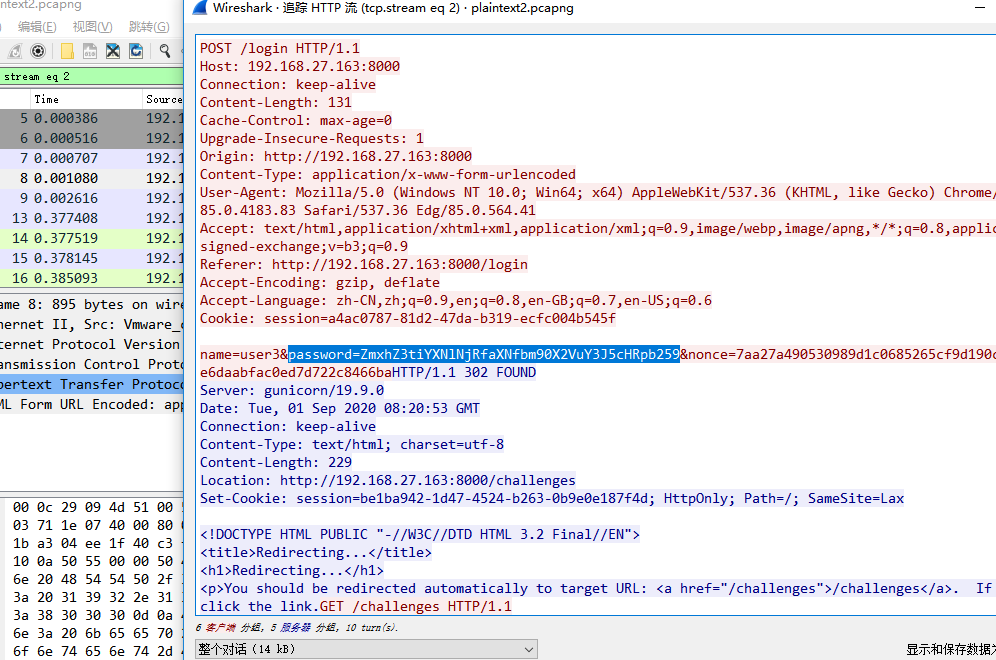 ntext2.pcapng
Wireshark · 追踪 HTTP 流 (tcp.stream eq 2) · plaintext2.pcapng
编辑(E) 视图(V) 跳转(G)
stream eq 2
Time Source
5 0.000386 192.1
6 0.000516 192.1
7 0.000707 192.1
8 0.001080 192.1
9 0.002616 192.1
13 0.377408 192.1
14 0.377519 192.1
15 0.378145 192.1
16 0.385093 192.1
ame 8: 895 bytes on wire
hernet II, Src: Vmware_
ternet Protocol Version
ansmission Control Proto
pertext Transfer Protoco
ML Form URL Encoded: app
00 0c 29 09 4d 51 00
03 71 1e 07 40 00 80
1b a3 04 ee 1f 40 c3
10 0a 50 55 00 00 50
6e 20 48 54 54 50 2f
3a 20 31 39 32 2e 31
3a 38 30 30 30 0d 0a
6e 3a 20 6b 65 65 70
6f 6e 74 65 6e 74 2d
POST /login HTTP/1.1
Host: 192.168.27.163:8000
Connection: keep-alive
Content-Length: 131
Cache-Control: max-age=0
Upgrade-Insecure-Requests: 1
Origin: http://192.168.27.163:8000
Content-Type: application/x-www-form-urlencoded
User-Agent: Mozilla/5.0 (Windows NT 10.0; Win64; x64) AppleWebKit/537.36 (KHTML, like Gecko) Chrome/
85.0.4183.83 Safari/537.36 Edg/85.0.564.41
Accept: text/html,application/xhtml+xml,application/xml;q=0.9,image/webp,image/apng,*/*;q=0.8,applic
signed-exchange;v=b3;q=0.9
Referer: http://192.168.27.163:8000/login
Accept-Encoding: gzip, deflate
Accept-Language: zh-CN,zh;q=0.9,en;q=0.8,en-GB;q=0.7,en-US;q=0.6
Cookie: session=a4ac0787-81d2-47da-b319-ecfc004b545f
name=user3&password=ZmxhZ3tiYXNlNjRfaXNfbm90X2VuY3J5cHRpb259&nonce=7aa27a490530989d1c0685265cf9d190c
e6daabfac0ed7d722c8466baHTTP/1.1 302 FOUND
Server: gunicorn/19.9.0
Date: Tue, 01 Sep 2020 08:20:53 GMT
Connection: keep-alive
Content-Type: text/html; charset=utf-8
Content-Length: 229
Location: http://192.168.27.163:8000/challenges
Set-Cookie: session=be1ba942-1d47-4524-b263-0b9e0e187f4d; HttpOnly; Path=/; SameSite=Lax
<!DOCTYPE HTML PUBLIC "-//W3C//DTD HTML 3.2 Final//EN">
<title>Redirecting...</title>
<h1>Redirecting...</h1>
<p>You should be redirected automatically to target URL: <a href="/challenges">/challenges</a>.  If
click the link.GET /challenges HTTP/1.1
6 客户端 分组, 5 服务器 分组, 10 turn(s).
整个对话 (14 kB)
显示和保存数据为